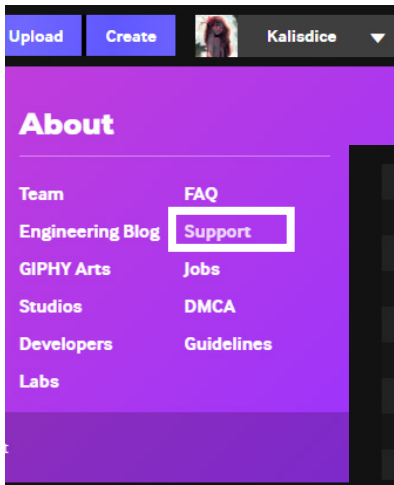 Upload Create Kalisdice
About
Team FAQ
Engineering Blog Support
GIPHY Arts Jobs
Studios DMCA
Developers Guidelines
Labs
t